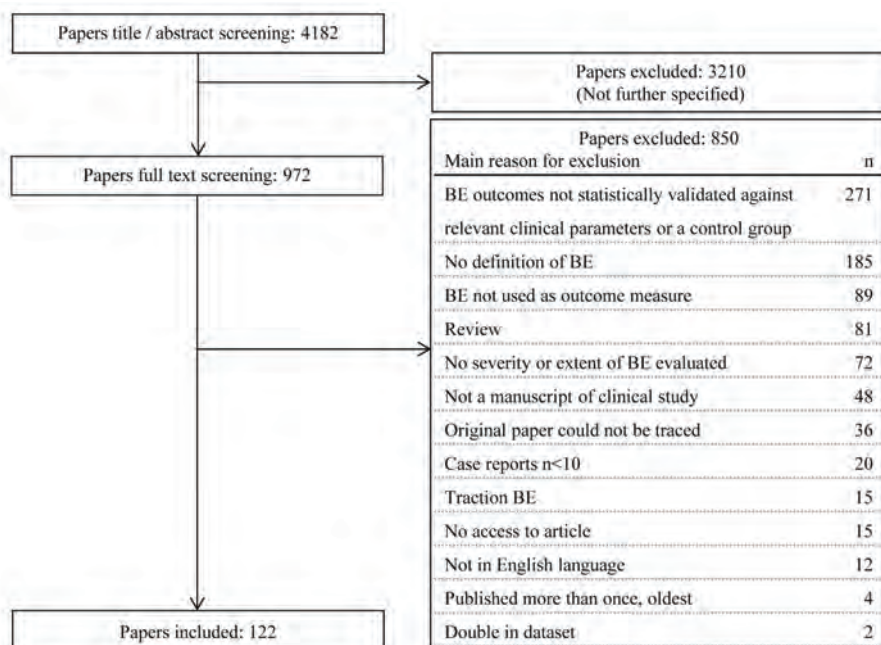 Papers title / abstract screening: 4182
Papers excluded: 3210
(Not further specified)
Papers full text screening: 972
Papers excluded: 850
Main reason for exclusion n
BE outcomes not statistically validated against 271
relevant clinical parameters or a control group
No definition of BE 185
BE not used as outcome measure 89
Review 81
No severity or extent of BE evaluated 72
Not a manuscript of clinical study 48
Original paper could not be traced 36
Case reports n<10 20
Traction BE 15
No access to article 15
Not in English language 12
Published more than once, oldest 4
Double in dataset 2
Papers included: 122